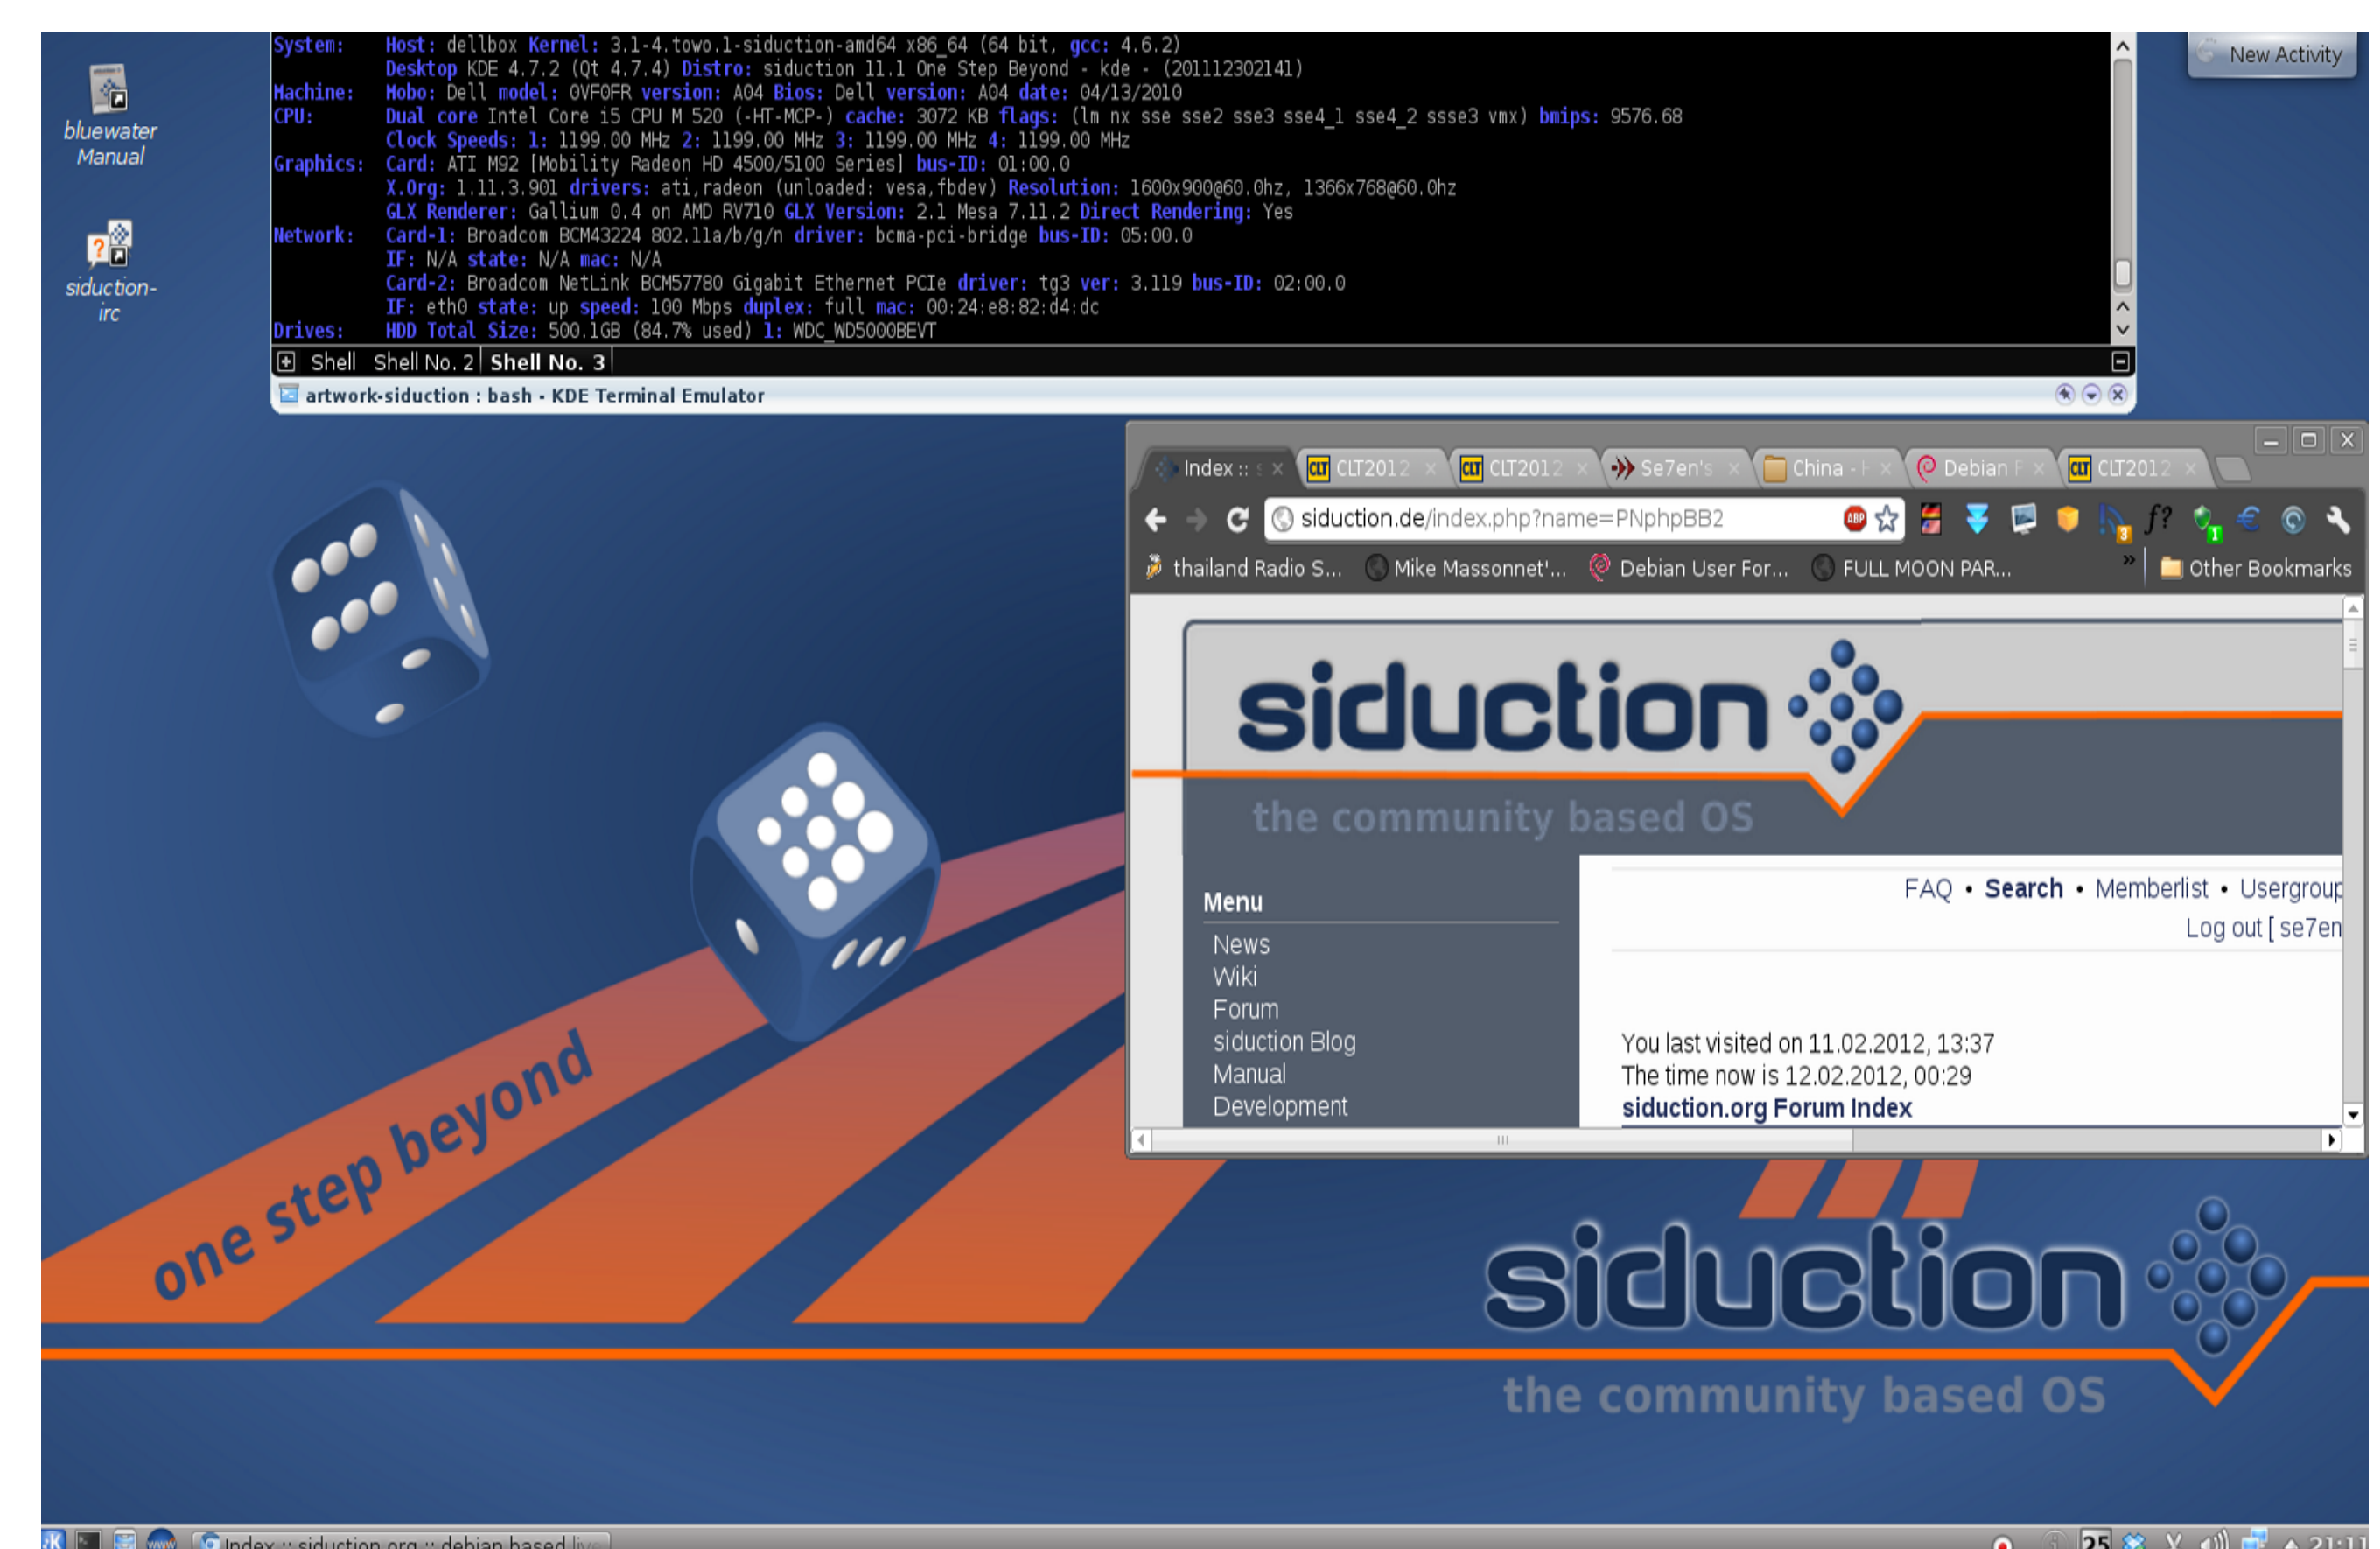 System: Host: dellbox Kernel: 3.1-4.towo.1-siduction-amd64 x86_64 (64 bit, gcc: 4.6.2)
Desktop KDE 4.7.2 (Qt 4.7.4) Distro: siduction 11.1 One Step Beyond - kde - (201112302141)
Machine: Mobo: Dell model: 0VF0FR version: A04 Bios: Dell version: A04 date: 04/13/2010
CPU: Dual core Intel Core i5 CPU M 520 (-HT-MCP-) cache: 3072 KB flags: (lm nx sse sse2 sse3 sse4_1 sse4_2 ssse3 vmx) bmips: 9576.68
Clock Speeds: 1: 1199.00 MHz 2: 1199.00 MHz 3: 1199.00 MHz 4: 1199.00 MHz
Graphics: Card: ATI M92 [Mobility Radeon HD 4500/5100 Series] bus-ID: 01:00.0
X.Org: 1.11.3.901 drivers: ati,radeon (unloaded: vesa,fbdev) Resolution: 1600x900@60.0hz, 1366x768@60.0hz
GLX Renderer: Gallium 0.4 on AMD RV710 GLX Version: 2.1 Mesa 7.11.2 Direct Rendering: Yes
Network: Card-1: Broadcom BCM43224 802.11a/b/g/n driver: bcma-pci-bridge bus-ID: 05:00.0
IF: N/A state: N/A mac: N/A
Card-2: Broadcom NetLink BCM57780 Gigabit Ethernet PCIe driver: tg3 ver: 3.119 bus-ID: 02:00.0
IF: eth0 state: up speed: 100 Mbps duplex: full mac: 00:24:e8:82:d4:dc
Drives: HDD Total Size: 500.1GB (84.7% used) 1: WDC_WD5000BEVT
Shell Shell No. 2 Shell No. 3
artwork-siduction : bash - KDE Terminal Emulator
New Activity
bluewater
Manual
siduction-
irc
Index :: CLT2012 CLT2012 Se7en's China - Debian CLT2012
siduction.de/index.php?name=PNphpBB2 ABP 3 f? 1
thailand Radio S... Mike Massonnet'... Debian User For... FULL MOON PAR... » Other Bookmarks
siduction
the community based OS
Menu
News
Wiki
Forum
siduction Blog
Manual
Development
FAQ • Search • Memberlist • Usergroup
Log out [ se7en
You last visited on 11.02.2012, 13:37
The time now is 12.02.2012, 00:29
siduction.org Forum Index
one step beyond
siduction
the community based OS
Index :: siduction.org :: debian based live
25 21:11